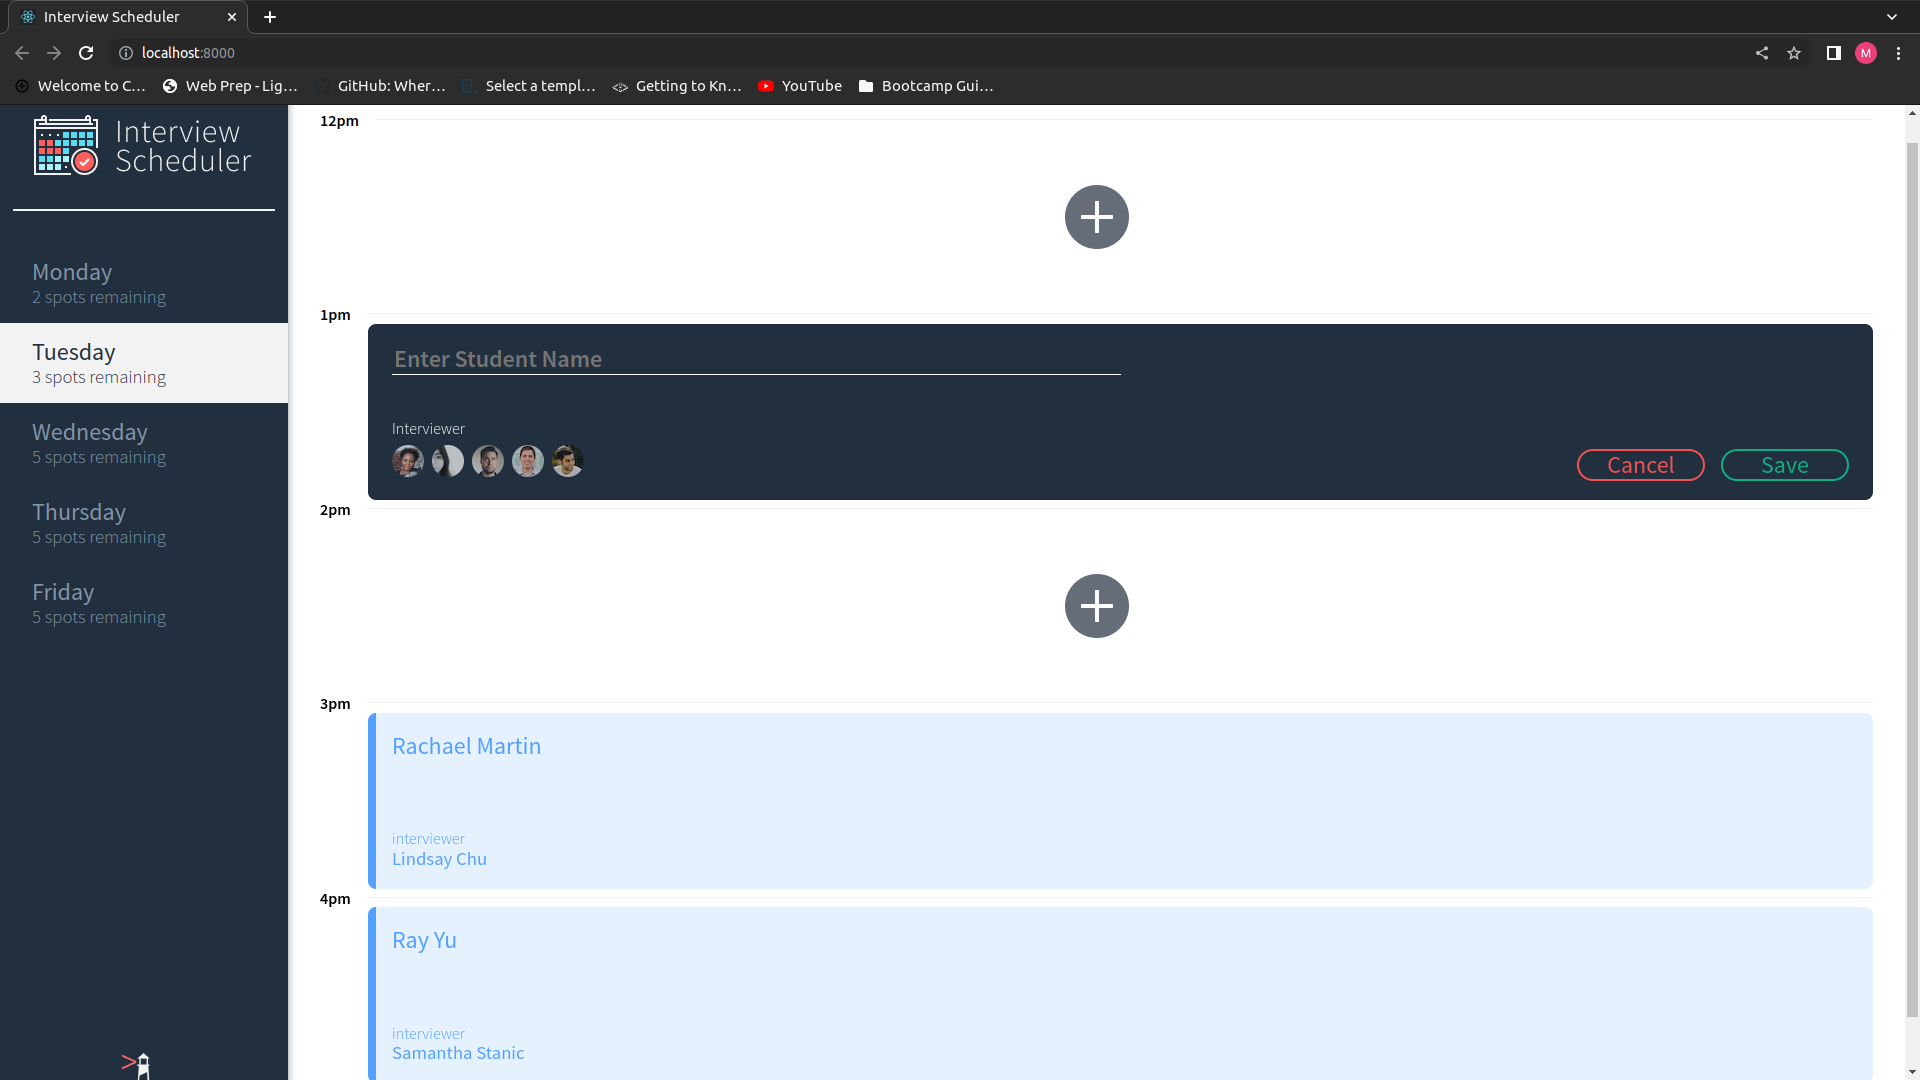 Interview Scheduler
localhost:8000
M
Welcome to C...
Web Prep - Lig...
GitHub: Wher...
Select a templ...
Getting to Kn...
YouTube
Bootcamp Gui...
Interview
Scheduler
Monday
2 spots remaining
Tuesday
3 spots remaining
Wednesday
5 spots remaining
Thursday
5 spots remaining
Friday
5 spots remaining
12pm
1pm
Enter Student Name
Interviewer
Cancel
Save
2pm
3pm
Rachael Martin
interviewer
Lindsay Chu
4pm
Ray Yu
interviewer
Samantha Stanic